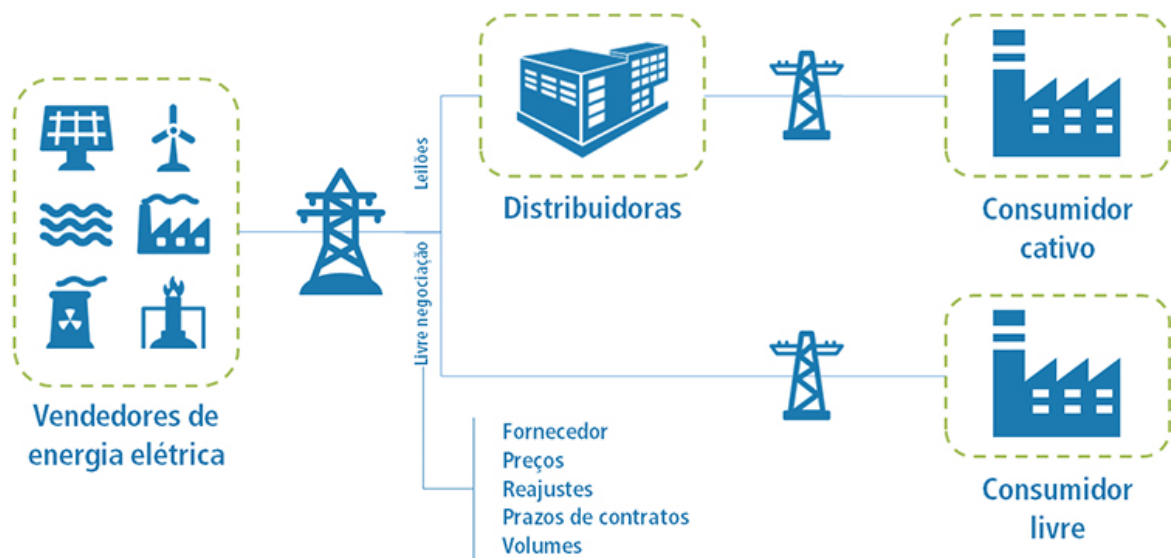 Vendedores de
energia elétrica
Leilões
Livre negociação
Distribuidoras
Consumidor
cativo
Fornecedor
Preços
Reajustes
Prazos de contratos
Volumes
Consumidor
livre